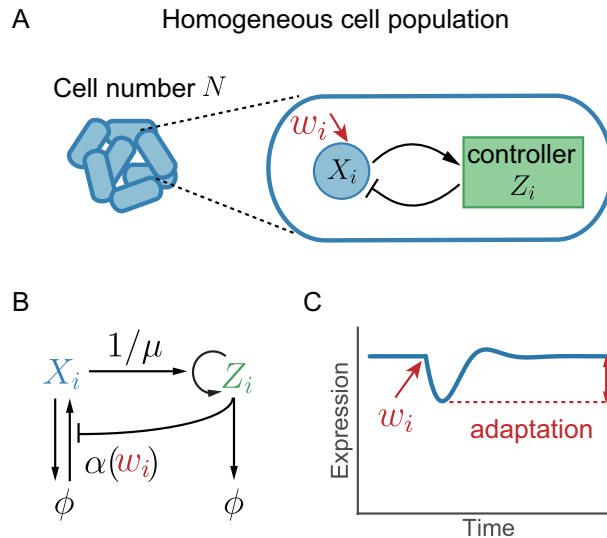 A
Homogeneous cell population
Cell number N
w_i
X_i
controller
Z_i
B
1/μ
X_i
Z_i
α(w_i)
ϕ
ϕ
C
Expression
w_i
adaptation
Time